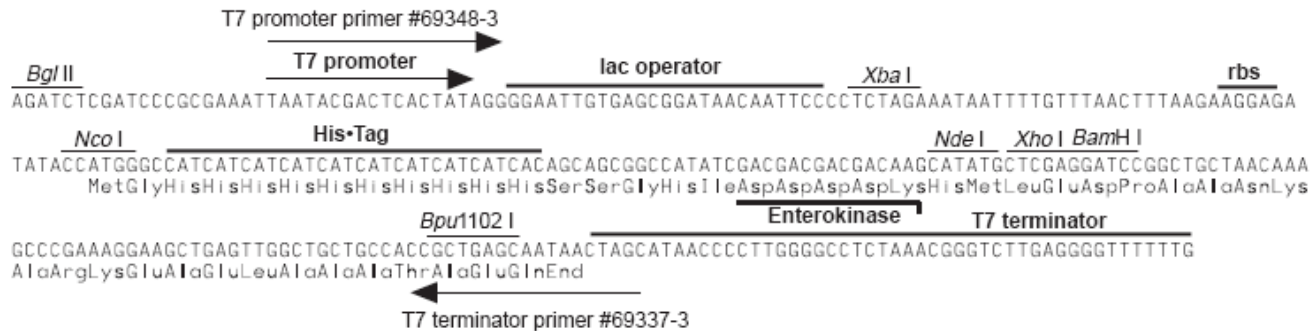 T7 promoter primer #69348-3
Bgl II T7 promoter lac operator Xba I rbs
AGATCTCGATCCCGCGAAATTAATACGACTCACTATAGGGGAATTGTGAGCGGATAACAATTCCCCTCTAGAAATAATTTTGTTTAACTTTAAGAAGGAGA
Nco I His•Tag Nde I Xho I BamH I
TATACCATGGGCCATCATCATCATCATCATCATCATCATCACAGCAGCGGCCATATCGACGACGACGACAAGCATATGCTCGAGGATCCGGCTGCTAACAAA
MetGlyHisHisHisHisHisHisHisHisHisHisSerSerGlyHisIleAspAspAspAspLysHisMetLeuGluAspProAlaAlaAsnLys
Bpu1102 I Enterokinase T7 terminator
GCCCGAAAGGAAGCTGAGTTGGCTGCTGCCACCGCTGAGCAATAACTAGCATAACCCCTTGGGGCCTCTAAACGGGTCTTGAGGGGTTTTTTG
AlaArgLysGluAlaGluLeuAlaAlaAlaThrAlaGluGlnEnd
T7 terminator primer #69337-3